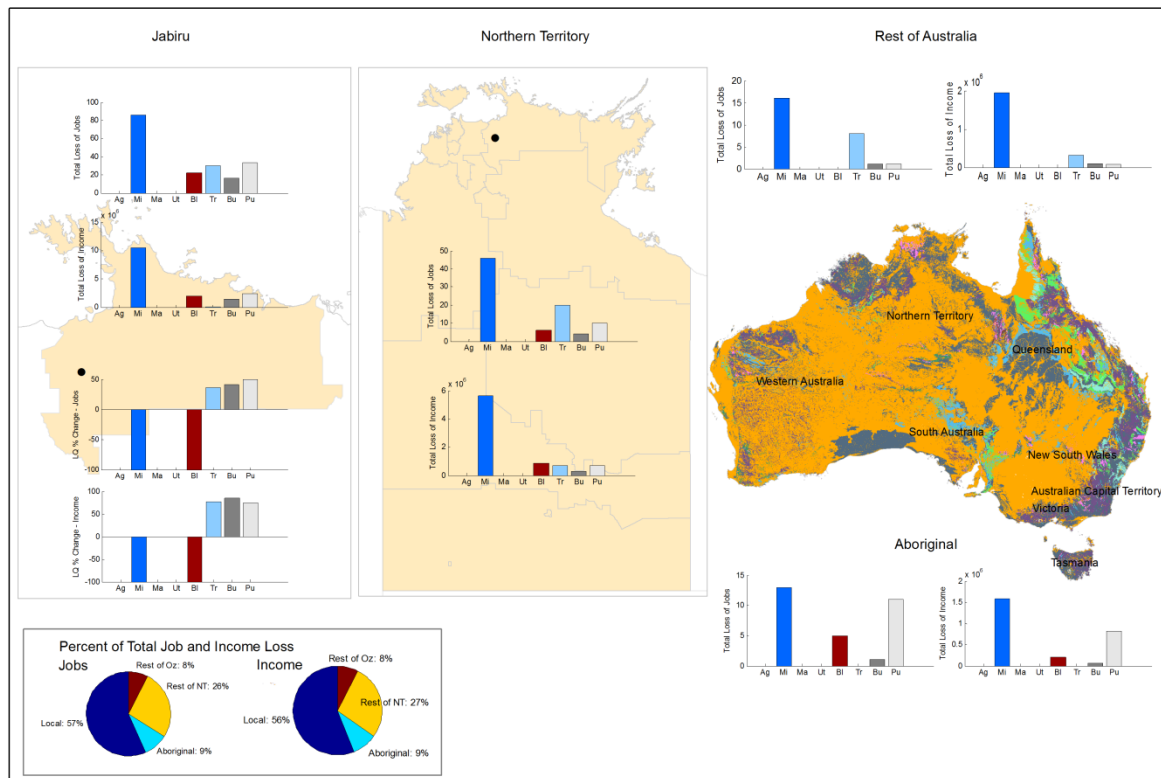 Jabiru
Northern Territory
Rest of Australia
Total Loss of Jobs
100
80
60
40
20
0
Ag Mi Ma Ut Bl Tr Bu Pu
x 10^6
Total Loss of Income
15
10
5
0
Ag Mi Ma Ut Bl Tr Bu Pu
LQ % Change - Jobs
50
0
-50
-100
Ag Mi Ma Ut Bl Tr Bu Pu
LQ % Change - Income
100
50
0
-50
-100
Ag Mi Ma Ut Bl Tr Bu Pu
Total Loss of Jobs
50
40
30
20
10
0
Ag Mi Ma Ut Bl Tr Bu Pu
x 10^6
Total Loss of Income
6
4
2
0
Ag Mi Ma Ut Bl Tr Bu Pu
Total Loss of Jobs
20
15
10
5
0
Ag Mi Ma Ut Bl Tr Bu Pu
x 10^6
Total Loss of Income
2
1
0
Ag Mi Ma Ut Bl Tr Bu Pu
Northern Territory
Queensland
Western Australia
South Australia
New South Wales
Australian Capital Territory
Victoria
Tasmania
Aboriginal
Total Loss of Jobs
15
10
5
0
Ag Mi Ma Ut Bl Tr Bu Pu
x 10^6
Total Loss of Income
2
1.5
1
0.5
0
Ag Mi Ma Ut Bl Tr Bu Pu
Percent of Total Job and Income Loss
Jobs
Income
Rest of Oz: 8%
Rest of NT: 26%
Local: 57%
Aboriginal: 9%
Rest of Oz: 8%
Rest of NT: 27%
Local: 56%
Aboriginal: 9%